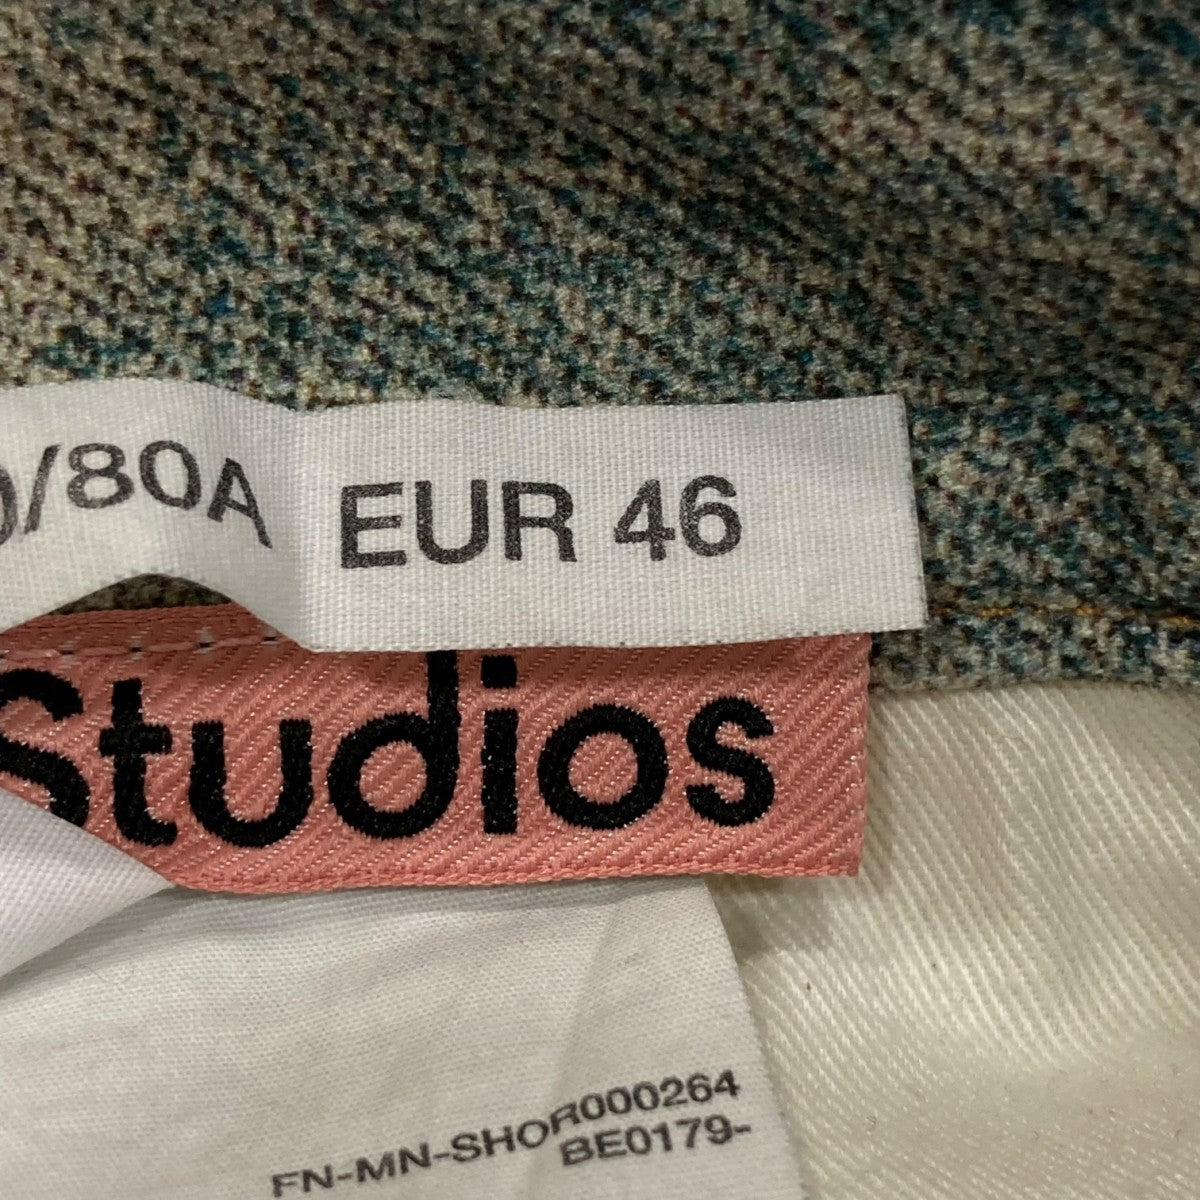 /80A EUR 46
Studios
FN-MN-SHOR000264
BE0179-